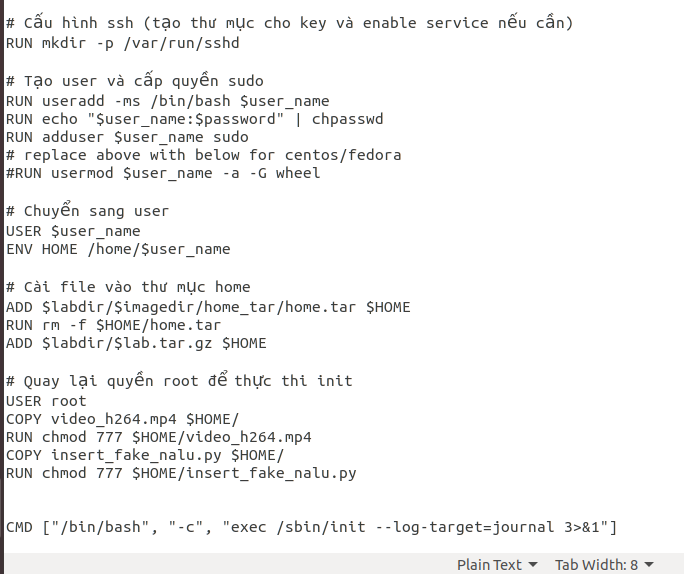 # Cấu hình ssh (tạo thư mục cho key và enable service nếu cần)
RUN mkdir -p /var/run/sshd
# Tạo user và cấp quyền sudo
RUN useradd -ms /bin/bash $user_name
RUN echo "$user_name:$password" | chpasswd
RUN adduser $user_name sudo
# replace above with below for centos/fedora
#RUN usermod $user_name -a -G wheel
# Chuyển sang user
USER $user_name
ENV HOME /home/$user_name
# Cài file vào thư mục home
ADD $labdir/$imagedir/home_tar/home.tar $HOME
RUN rm -f $HOME/home.tar
ADD $labdir/$lab.tar.gz $HOME
# Quay lại quyền root để thực thi init
USER root
COPY video_h264.mp4 $HOME/
RUN chmod 777 $HOME/video_h264.mp4
COPY insert_fake_nalu.py $HOME/
RUN chmod 777 $HOME/insert_fake_nalu.py
CMD ["/bin/bash", "-c", "exec /sbin/init --log-target=journal 3>&1"]
Plain Text Tab Width: 8